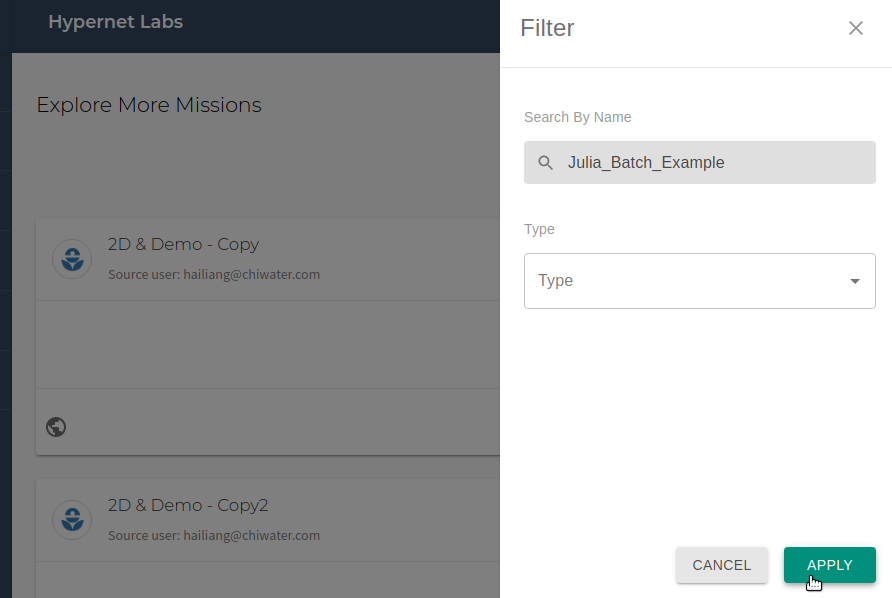 Hypernet Labs
Explore More Missions
2D & Demo - Copy
Source user: hailiang@chiwater.com
2D & Demo - Copy2
Source user: hailiang@chiwater.com
Filter
Search By Name
Julia_Batch_Example
Type
Type
CANCEL
APPLY